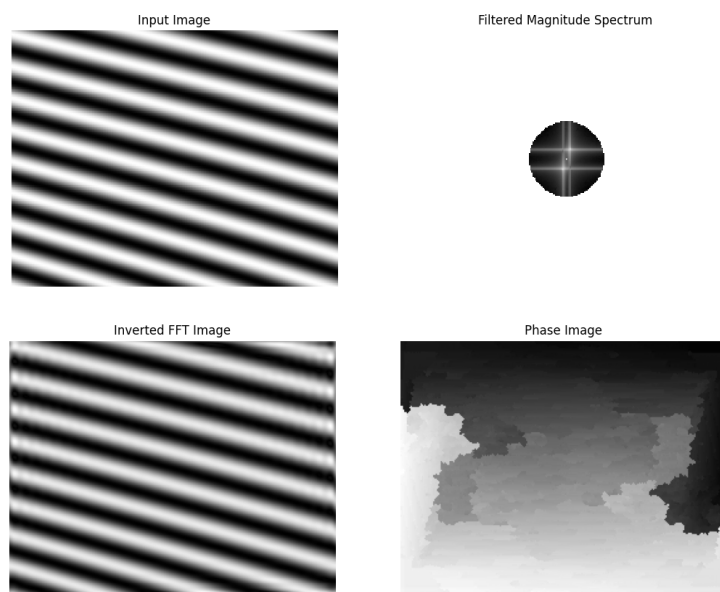 Input Image
Filtered Magnitude Spectrum
Inverted FFT Image
Phase Image